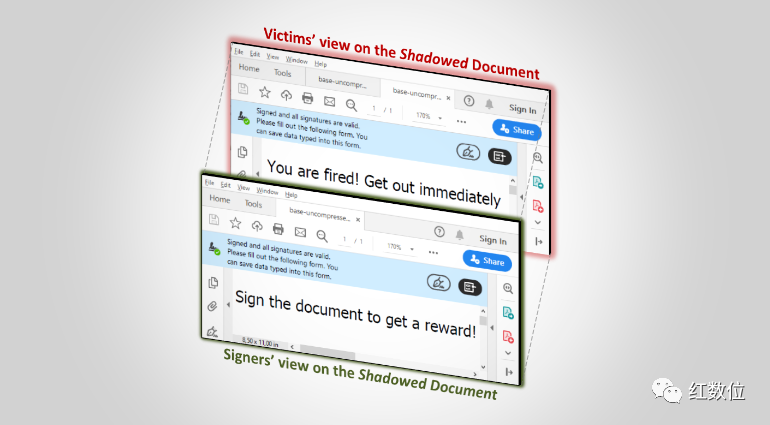 Victims' view on the Shadowed Document
File Edit View Window Help
Home Tools base-uncompr... base-uncompr... ×
1 / 1 170% Sign In
Signed and all signatures are valid.
Please fill out the following form. You
can save data typed into this form.
Share
You are fired! Get out immediately
File Edit View Window Help
Home Tools base-uncompresse... ×
1 / 1 170% Sign In
Signed and all signatures are valid.
Please fill out the following form. You
can save data typed into this form.
Share
Sign the document to get a reward!
8,50 x 11,00 in
Signers' view on the Shadowed Document
红数位